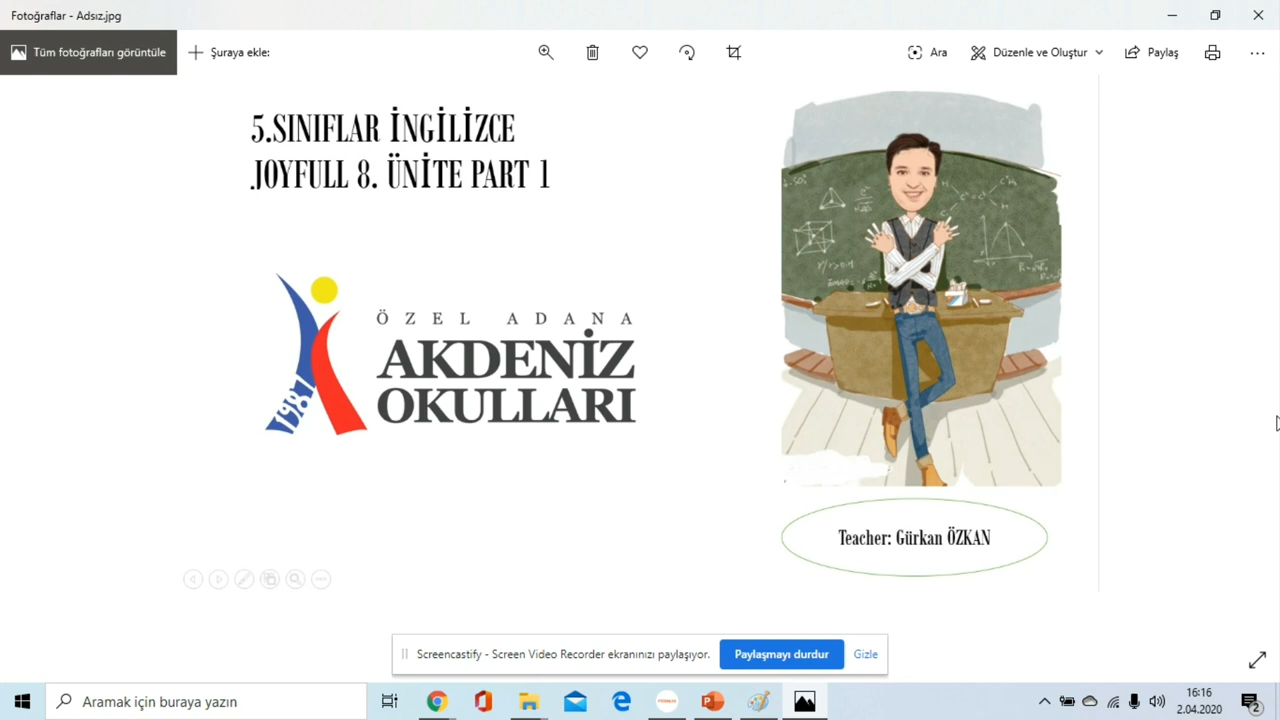 Fotoğraflar - Adsız.jpg
Tüm fotoğrafları görüntüle
Şuraya ekle:
Ara
Düzenle ve Oluştur
Paylaş
5.SINIFLAR İNGİLİZCE
JOYFULL 8. ÜNİTE PART 1
ÖZEL ADANA
AKDENİZ
OKULLARI
1987
Teacher: Gürkan ÖZKAN
Screencastify - Screen Video Recorder ekranınızı paylaşıyor.
Paylaşmayı durdur
Gizle
Aramak için buraya yazın
16:16
2.04.2020
2